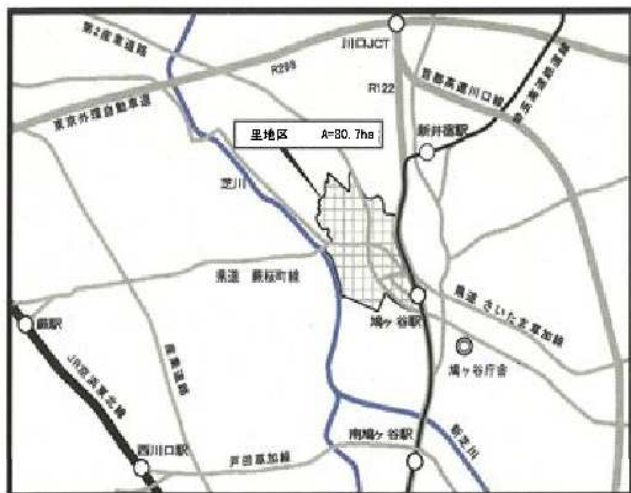 第2産業道路
川口JCT
R298
R122
首都高速川口線
東京外環自動車道
里地区 A=80.7ha
新井宿駅
芝川
県道 蕨桜町線
県道 さいたま草加線
蕨駅
鳩ヶ谷駅
鳩ヶ谷庁舎
産業道路
JR京浜東北線
新芝川
西川口駅
戸田草加線
南鳩ヶ谷駅